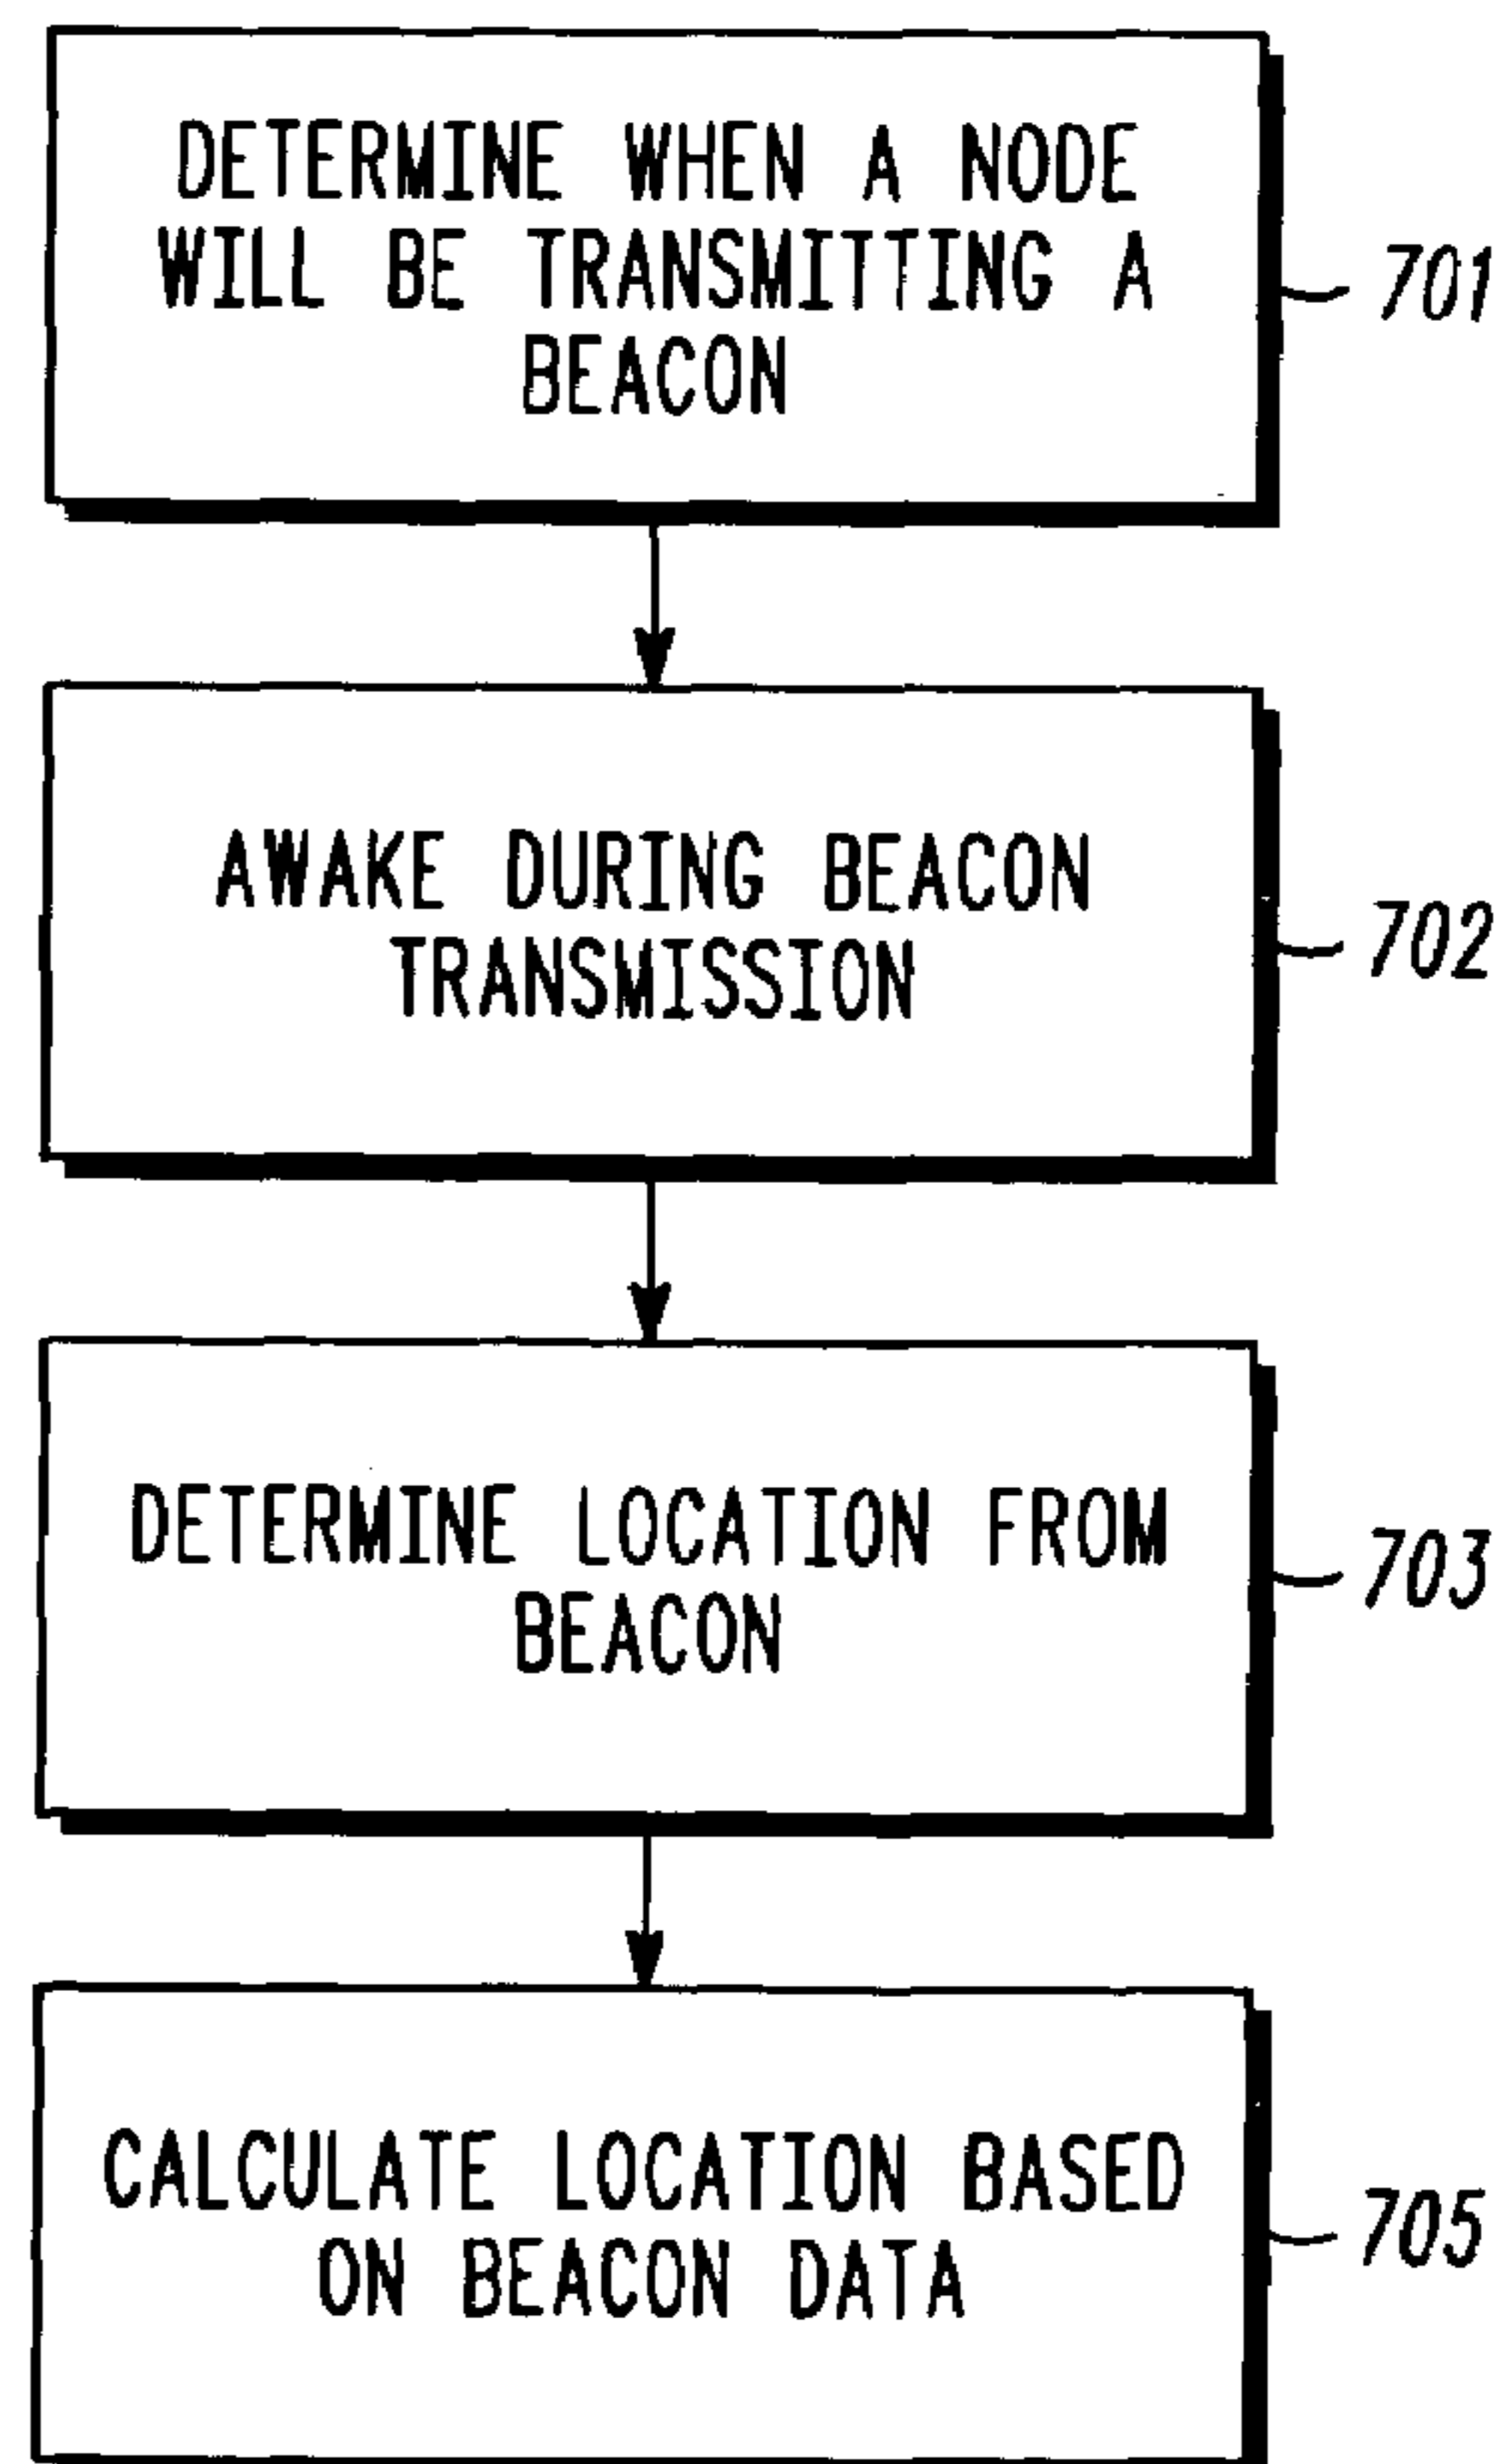 DETERMINE WHEN A NODE
WILL BE TRANSMITTING A
BEACON
701
AWAKE DURING BEACON
TRANSMISSION
702
DETERMINE LOCATION FROM
BEACON
703
CALCULATE LOCATION BASED
ON BEACON DATA
705